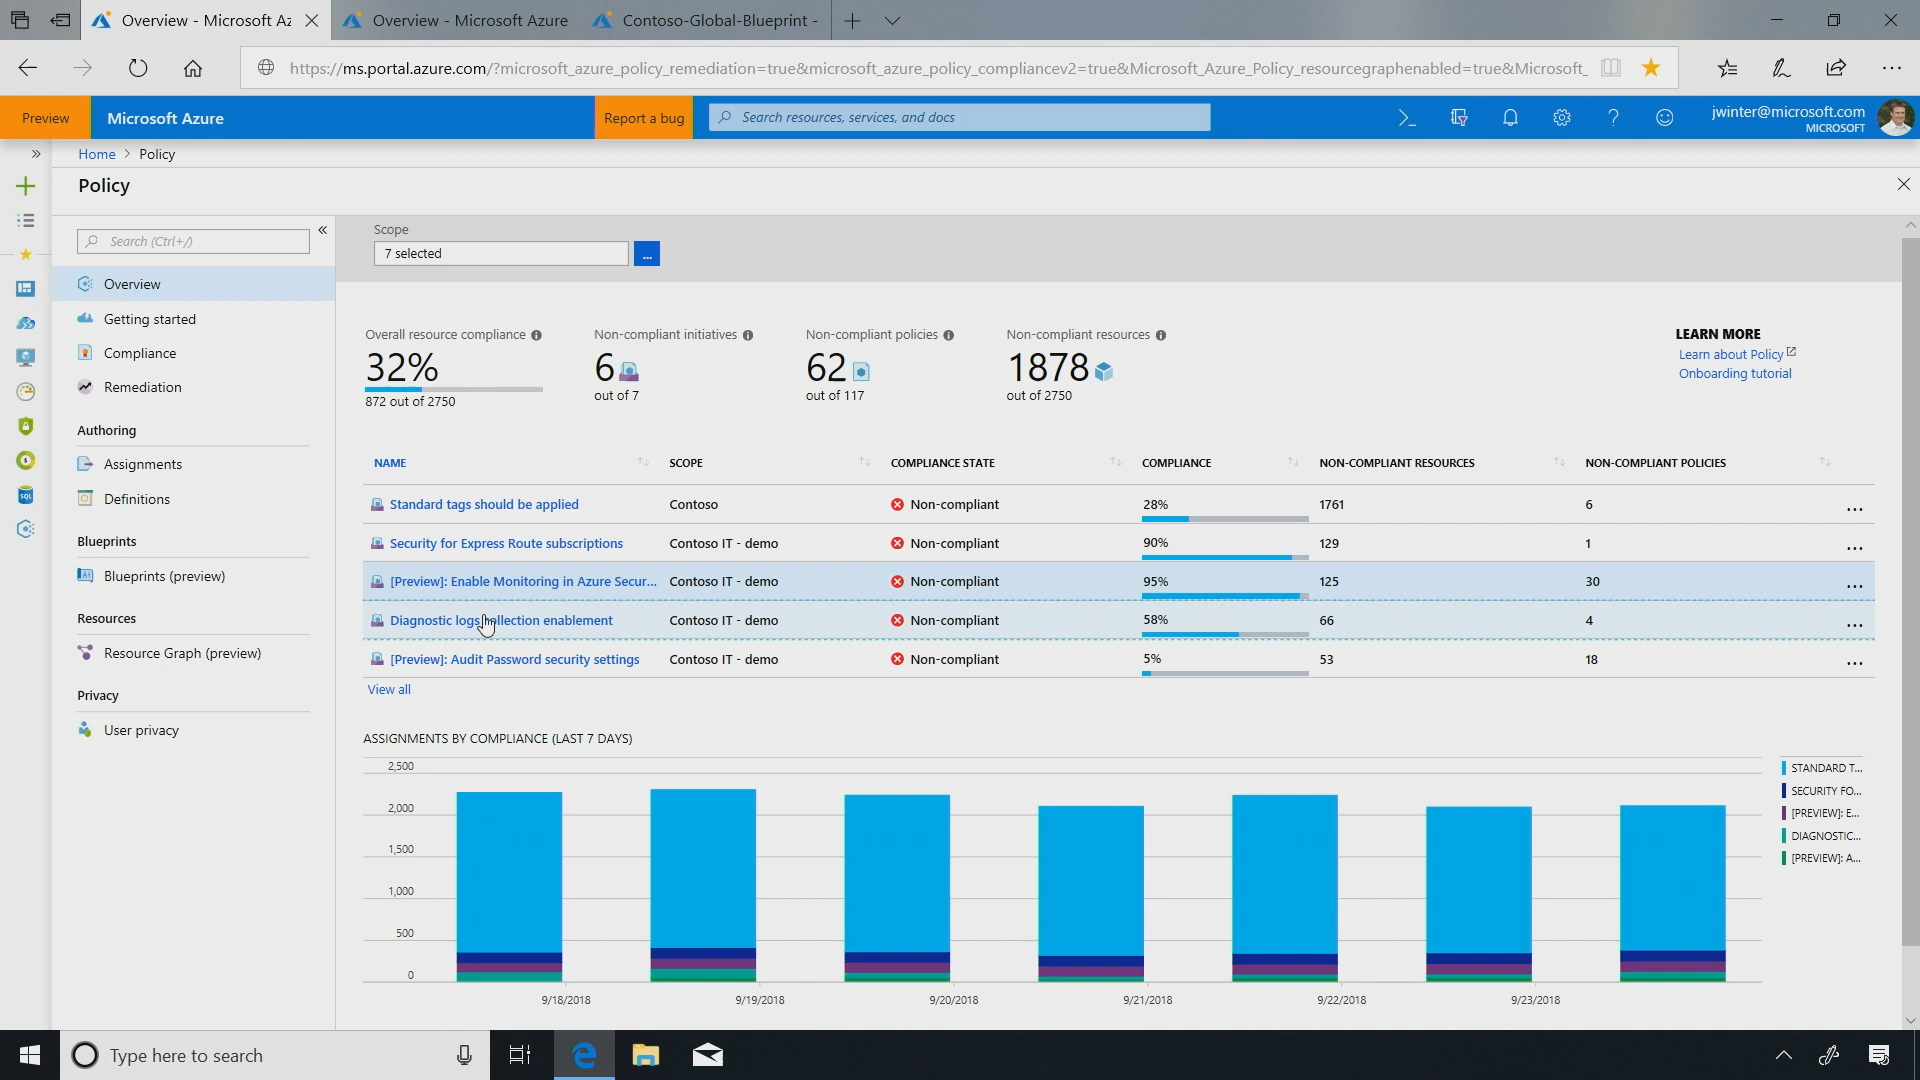 Overview - Microsoft Az
Overview - Microsoft Azure
Contoso-Global-Blueprint -
https://ms.portal.azure.com/?microsoft_azure_policy_remediation=true&microsoft_azure_policy_compliancev2=true&Microsoft_Azure_Policy_resourcegraphenabled=true&Microsoft_
Preview
Microsoft Azure
Report a bug
Search resources, services, and docs
jwinter@microsoft.com
MICROSOFT
Home > Policy
Policy
Search (Ctrl+/)
Overview
Getting started
Compliance
Remediation
Authoring
Assignments
Definitions
Blueprints
Blueprints (preview)
Resources
Resource Graph (preview)
Privacy
User privacy
Scope
7 selected
...
Overall resource compliance
32%
872 out of 2750
Non-compliant initiatives
6
out of 7
Non-compliant policies
62
out of 117
Non-compliant resources
1878
out of 2750
LEARN MORE
Learn about Policy
Onboarding tutorial
NAME SCOPE COMPLIANCE STATE COMPLIANCE NON-COMPLIANT RESOURCES NON-COMPLIANT POLICIES
Standard tags should be applied Contoso Non-compliant 28% 1761 6 ...
Security for Express Route subscriptions Contoso IT - demo Non-compliant 90% 129 1 ...
[Preview]: Enable Monitoring in Azure Secur... Contoso IT - demo Non-compliant 95% 125 30 ...
Diagnostic logs collection enablement Contoso IT - demo Non-compliant 58% 66 4 ...
[Preview]: Audit Password security settings Contoso IT - demo Non-compliant 5% 53 18 ...
View all
ASSIGNMENTS BY COMPLIANCE (LAST 7 DAYS)
2,500
2,000
1,500
1,000
500
0
9/18/2018 9/19/2018 9/20/2018 9/21/2018 9/22/2018 9/23/2018
STANDARD T...
SECURITY FO...
[PREVIEW]: E...
DIAGNOSTIC...
[PREVIEW]: A...
Type here to search